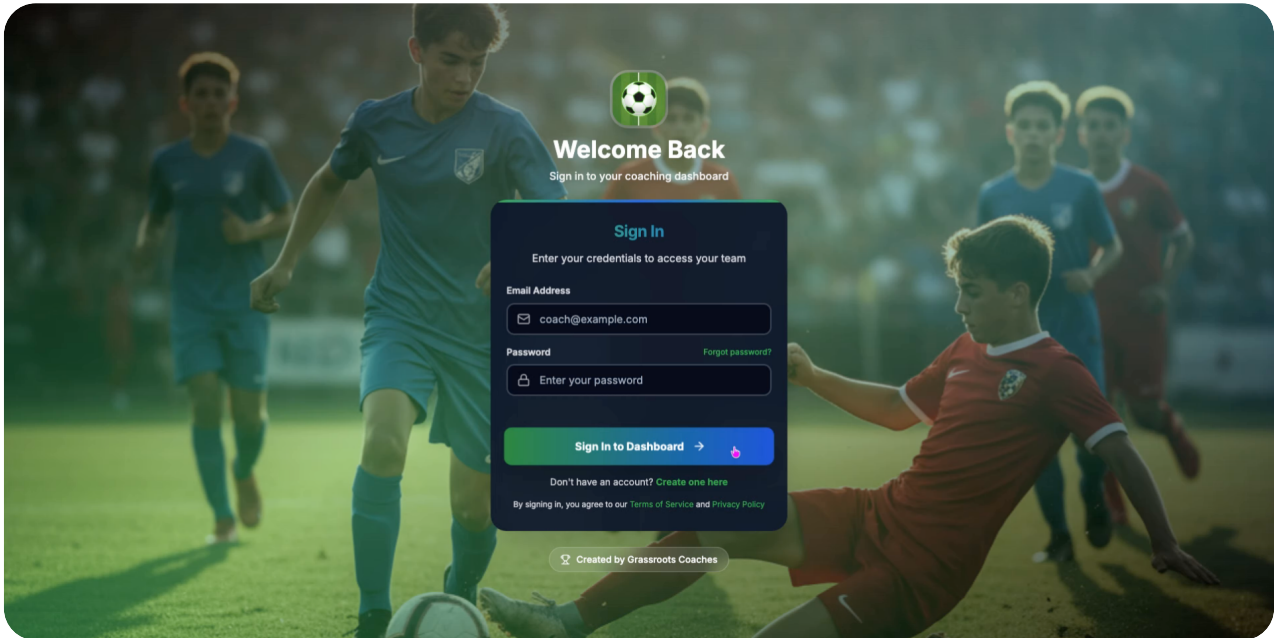 Welcome Back
Sign in to your coaching dashboard
Sign In
Enter your credentials to access your team
Email Address
coach@example.com
Password Forgot password?
Enter your password
Sign In to Dashboard →
Don't have an account? Create one here
By signing in, you agree to our Terms of Service and Privacy Policy
Created by Grassroots Coaches